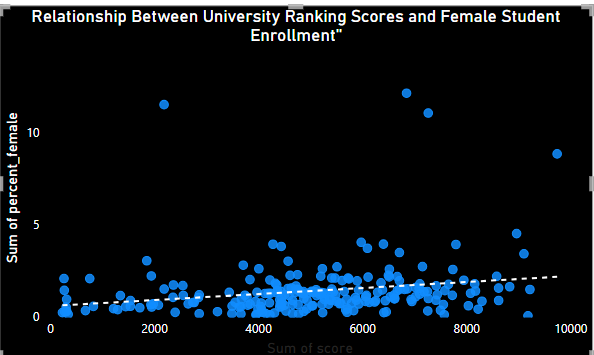 Relationship Between University Ranking Scores and Female Student
Enrollment"
Sum of percent_female
10
5
0
0
2000
4000
6000
8000
10000
Sum of score